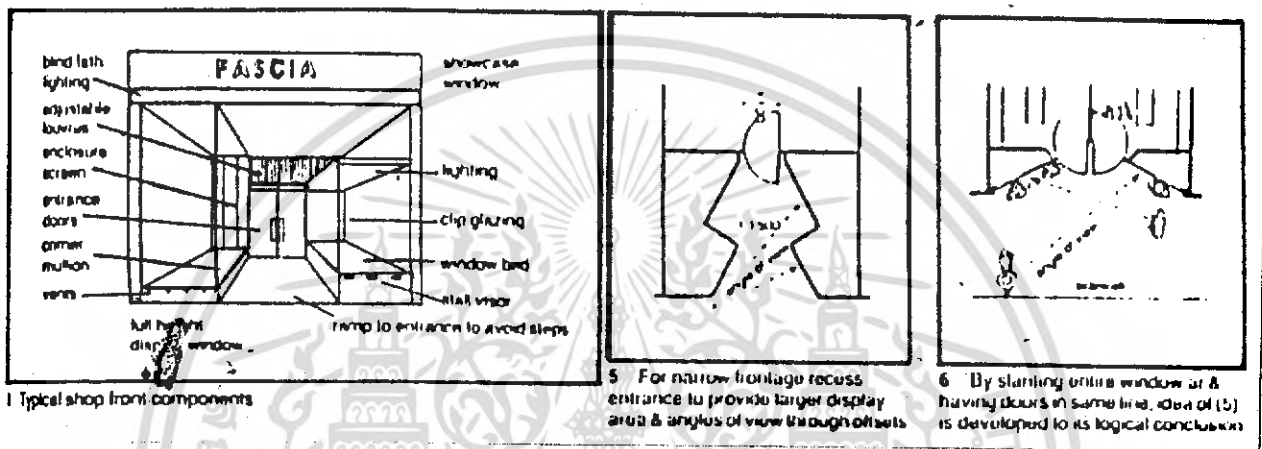 FASCIA
blind lath
lighting
adjustable
louvres
enclosure
screen
entrance
doors
corner
mullion
vents
full height
display window
showcase
window
lighting
clip glazing
window bed
stall riser
ramp to entrance to avoid steps
1 Typical shop front components
5 For narrow frontage recess
entrance to provide larger display
area & angles of view through offsets
6 By slanting entire window ar &
having doors in same line, idea of (5)
is developed to its logical conclusion